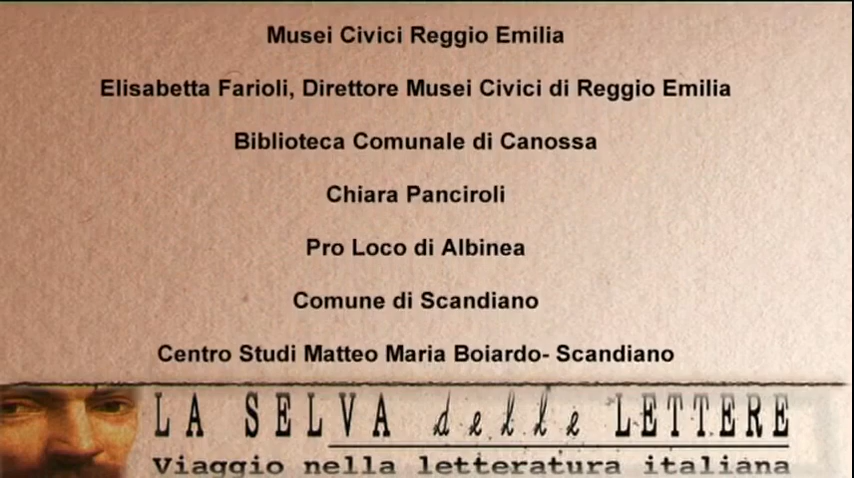 Musei Civici Reggio Emilia
Elisabetta Farioli, Direttore Musei Civici di Reggio Emilia
Biblioteca Comunale di Canossa
Chiara Panciroli
Pro Loco di Albinea
Comune di Scandiano
Centro Studi Matteo Maria Boiardo- Scandiano
LA SELVA delle LETTERE
Viaggio nella letteratura italiana